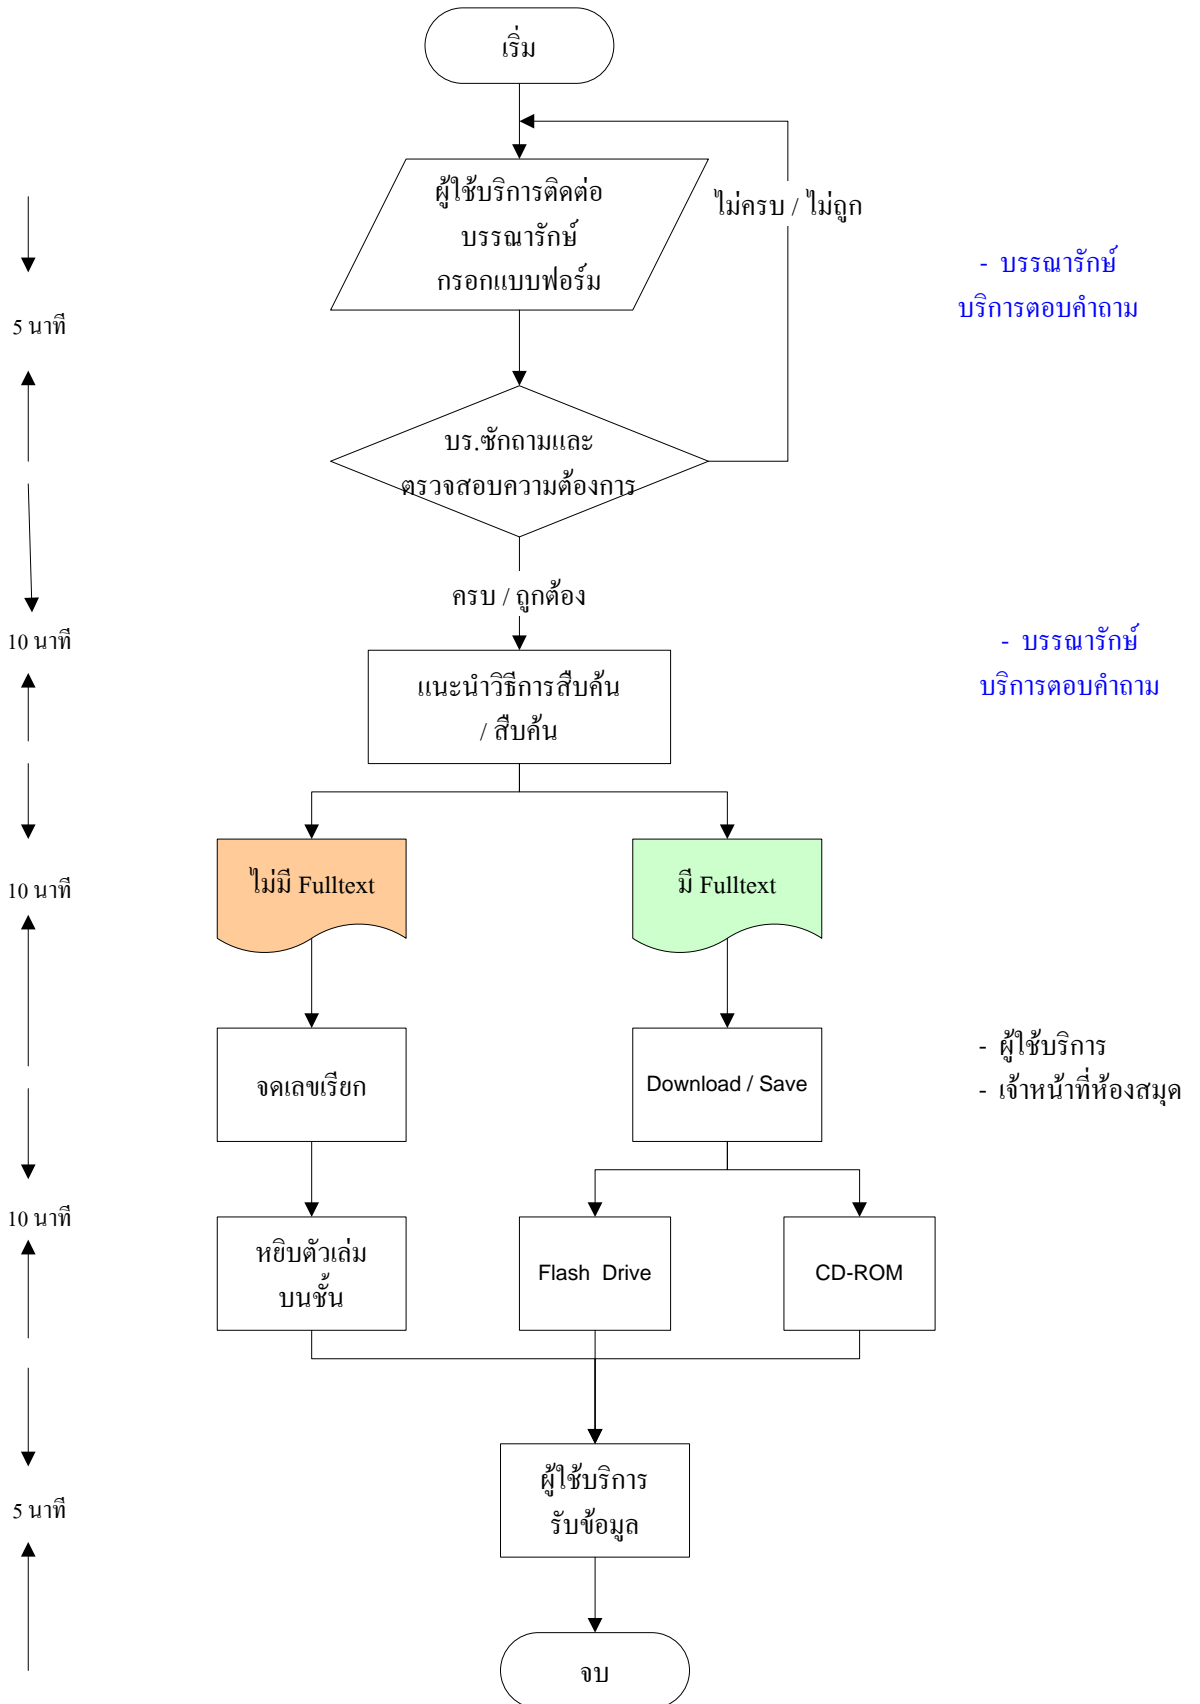 เริ่ม
ผู้ใช้บริการติดต่อ
บรรณารักษ์
กรอกแบบฟอร์ม
ไม่ครบ / ไม่ถูก
- บรรณารักษ์
บริการตอบคำถาม
5 นาที
บร.ซักถามและ
ตรวจสอบความต้องการ
ครบ / ถูกต้อง
10 นาที
- บรรณารักษ์
บริการตอบคำถาม
แนะนำวิธีการสืบค้น
/ สืบค้น
10 นาที
ไม่มี Fulltext
มี Fulltext
จดเลขเรียก
Download / Save
- ผู้ใช้บริการ
- เจ้าหน้าที่ห้องสมุด
10 นาที
หยิบตัวเล่ม
บนชั้น
Flash Drive
CD-ROM
5 นาที
ผู้ใช้บริการ
รับข้อมูล
จบ